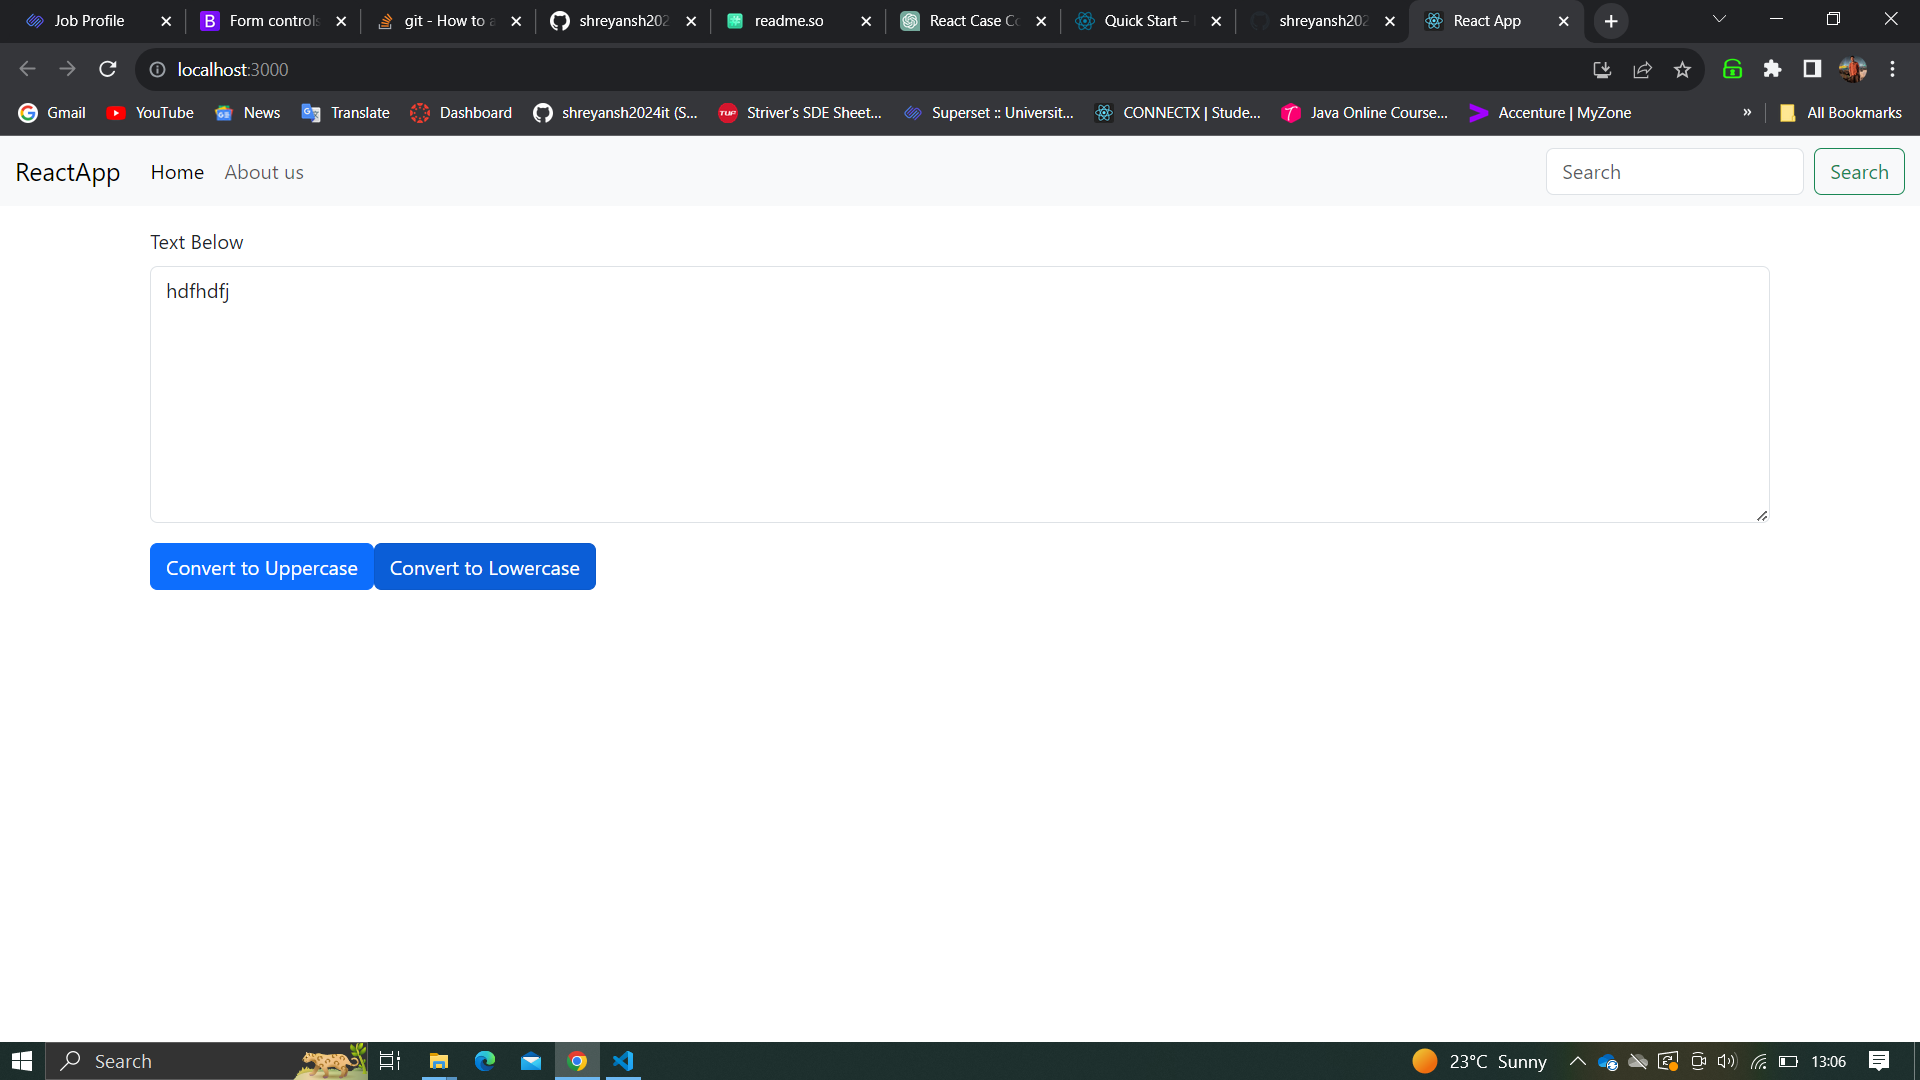 Job Profile
Form controls
git - How to a
shreyansh202
readme.so
React Case Co
Quick Start –
shreyansh202
React App
localhost:3000
Gmail
YouTube
News
Translate
Dashboard
shreyansh2024it (S...
TUF
Striver's SDE Sheet...
Superset :: Universit...
CONNECTX | Stude...
Java Online Course...
Accenture | MyZone
»
All Bookmarks
ReactApp
Home
About us
Search
Search
Text Below
hdfhdfj
Convert to Uppercase
Convert to Lowercase
Search
23°C Sunny
13:06